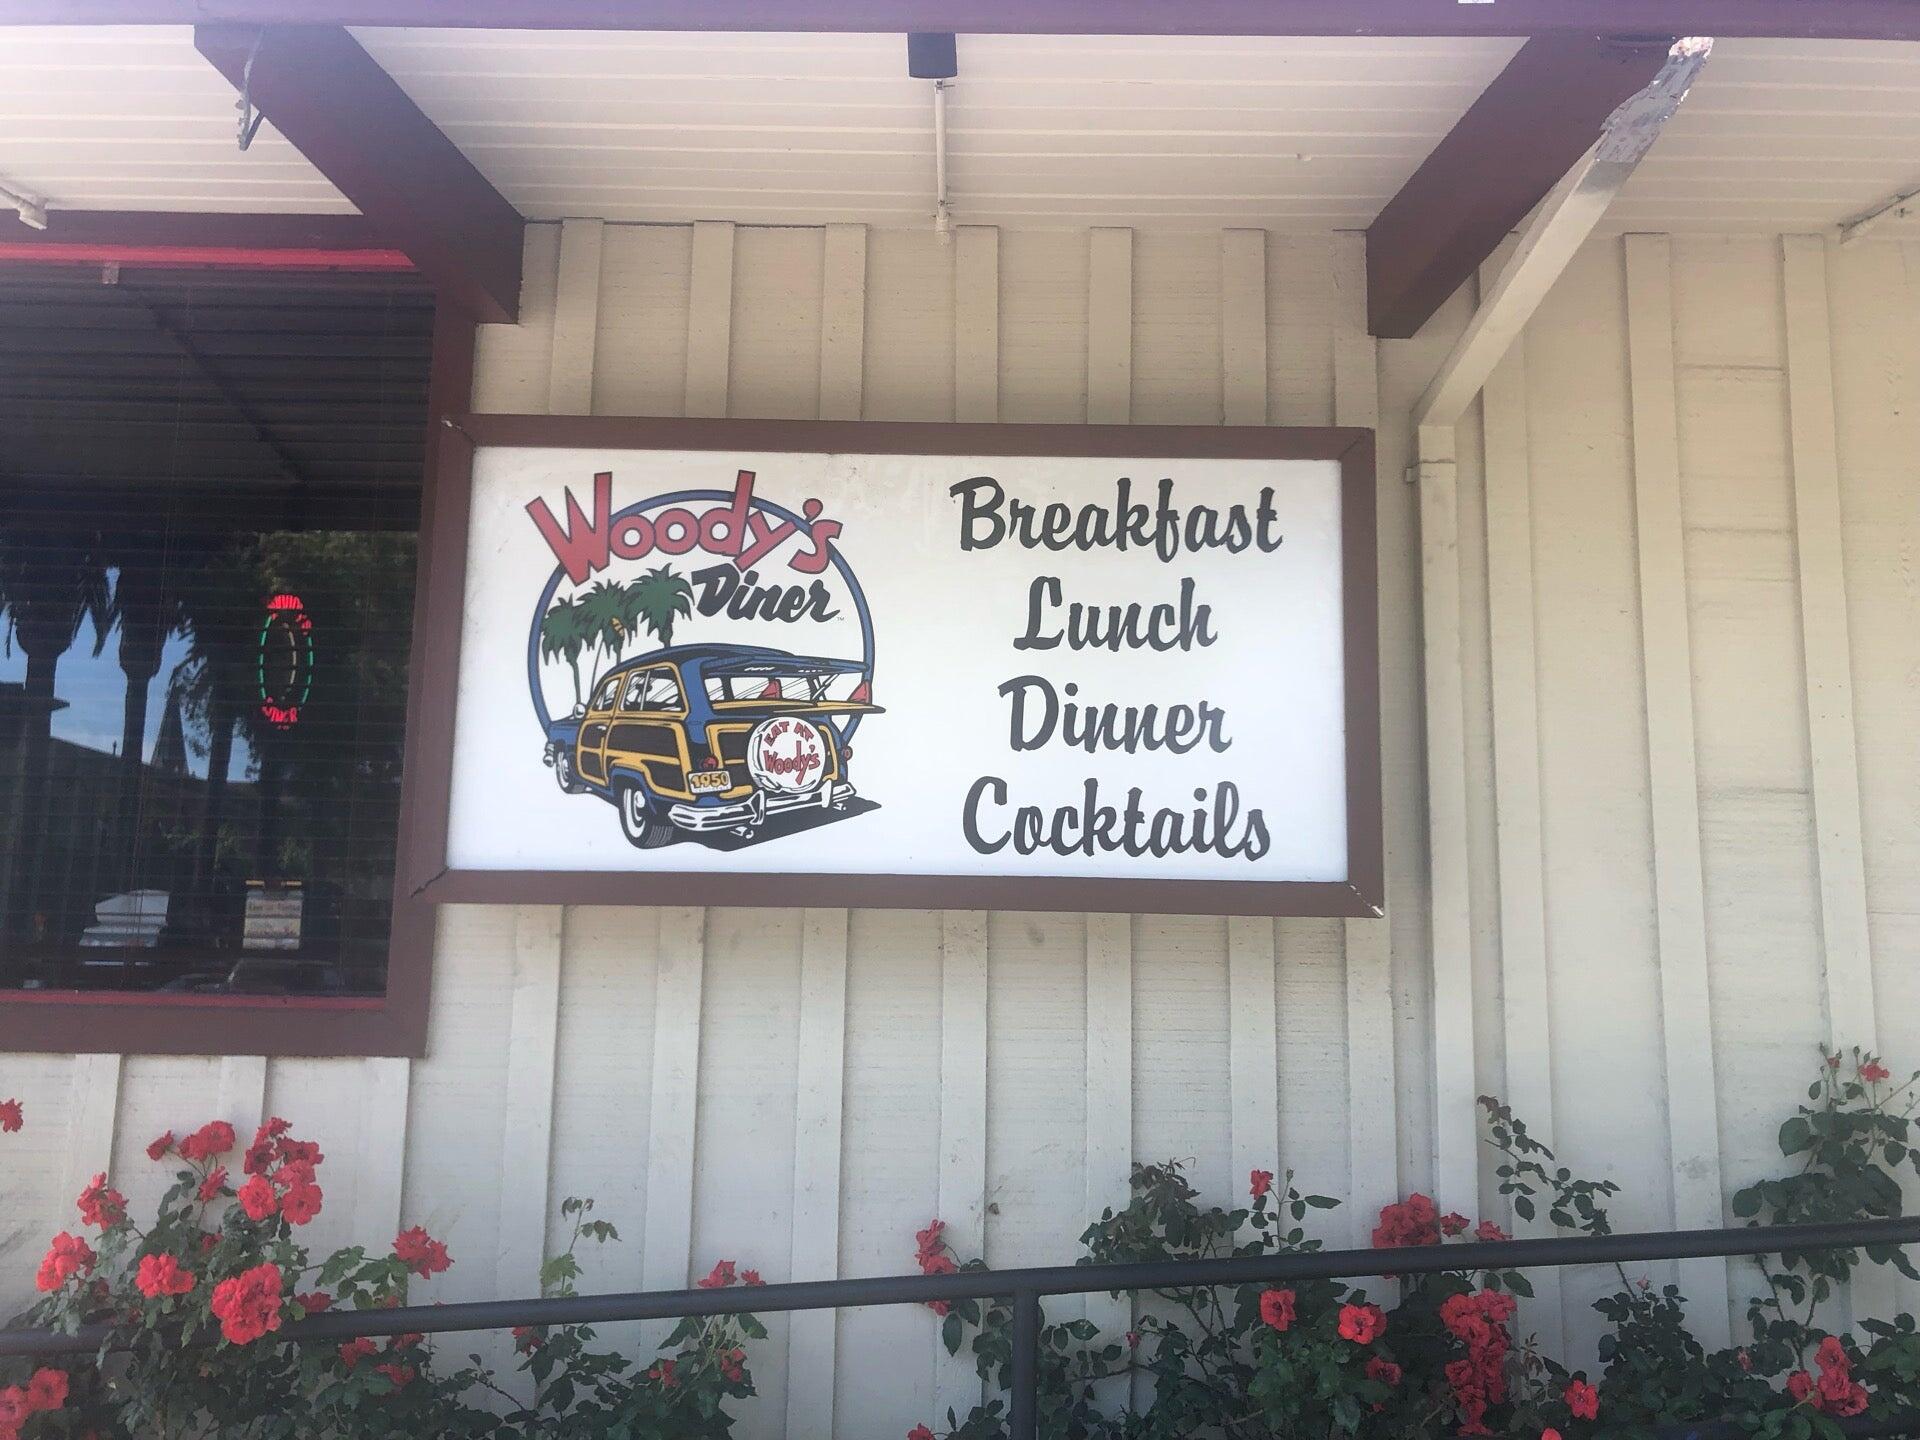 Woody's
Diner
EAT AT
Woody's
1950
Breakfast
Lunch
Dinner
Cocktails